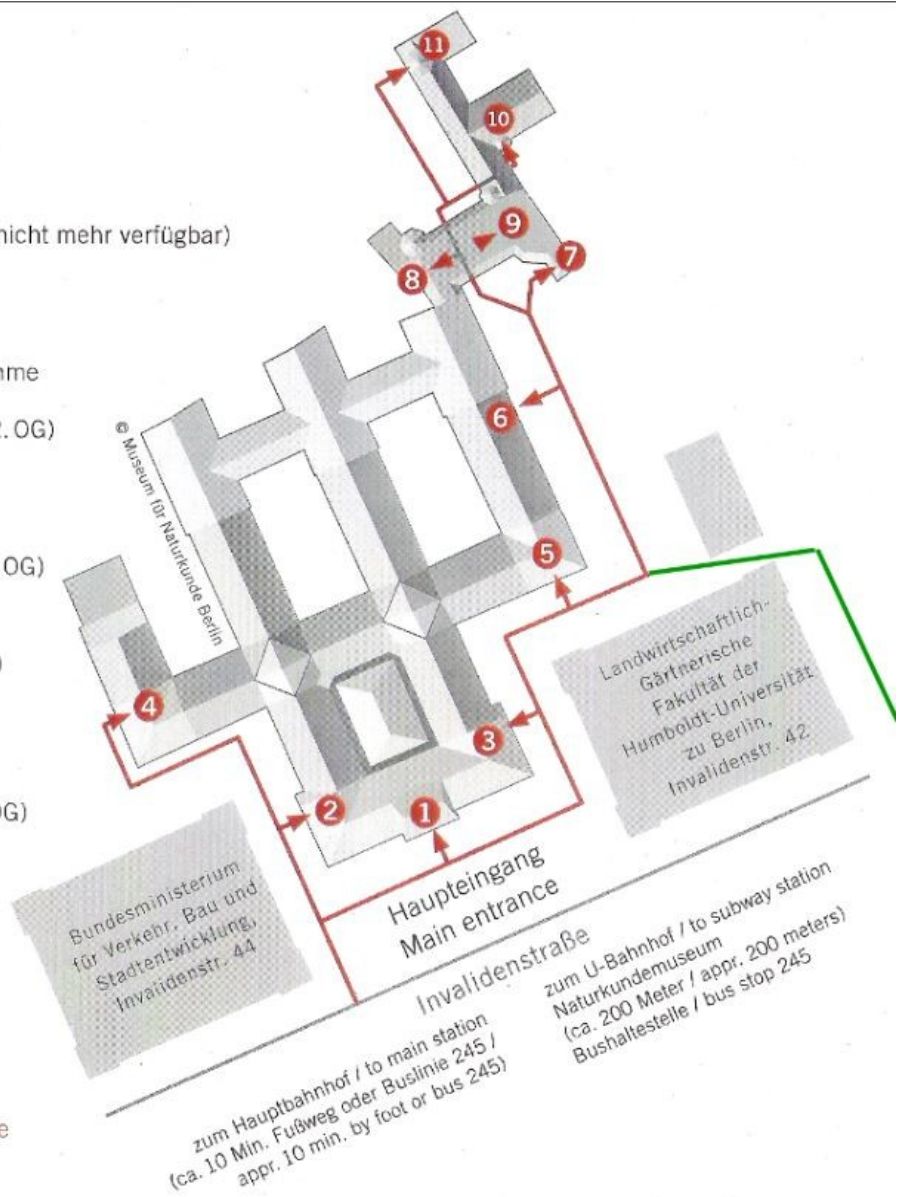 11
10
nicht mehr verfügbar)
9
7
8
6
2. OG)
© Museum für Naturkunde Berlin
5
OG)
Landwirtschaftlich-
Gärtnerische
Fakultät der
Humboldt-Universität
zu Berlin,
Invalidenstr. 42
4
3
2
1
Bundesministerium
für Verkehr, Bau und
Stadtentwicklung,
Invalidenstr. 44
Haupteingang
Main entrance
Invalidenstraße
zum U-Bahnhof / to subway station
Naturkundemuseum
(ca. 200 Meter / appr. 200 meters)
Bushaltestelle / bus stop 245
zum Hauptbahnhof / to main station
(ca. 10 Min. Fußweg oder Buslinie 245 /
appr. 10 min. by foot or bus 245)